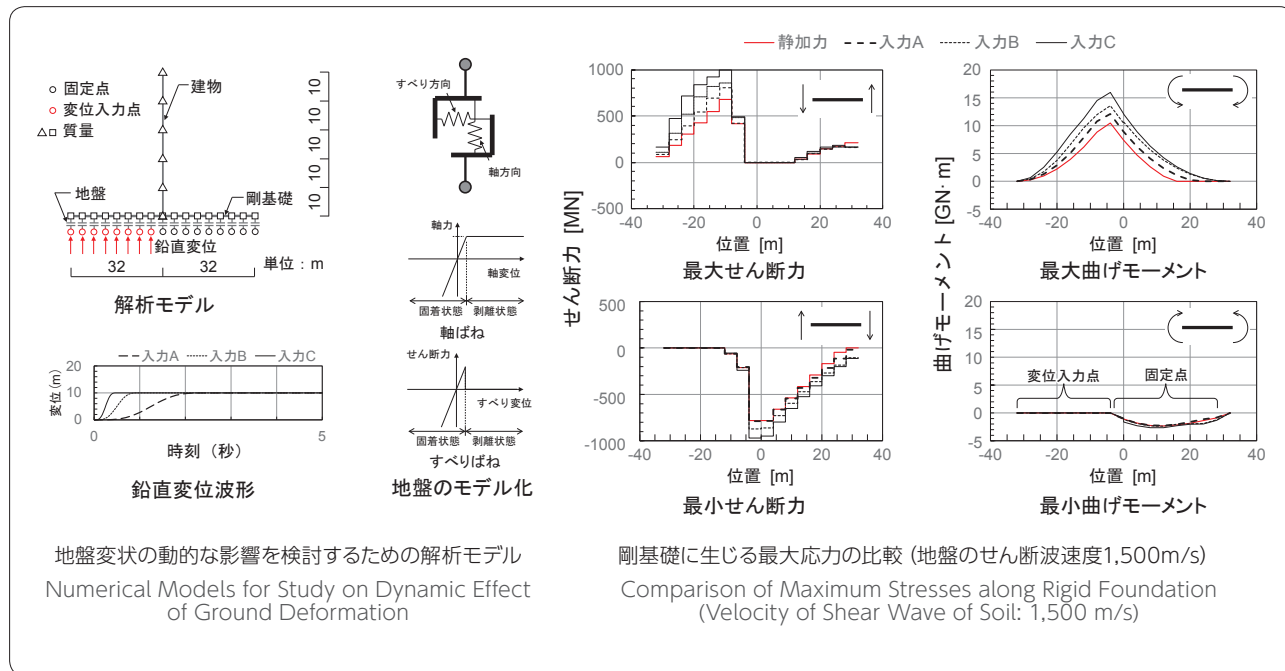 固定点
変位入力点
質量
建物
10
10
10
10
10
地盤
剛基礎
鉛直変位
32
32
単位：m
解析モデル
入力A
入力B
入力C
変位(m)
20
10
0
0
5
時刻（秒）
鉛直変位波形
すべり方向
軸方向
軸力
軸変位
固着状態
剥離状態
軸ばね
せん断力
すべり変位
固着状態
剥離状態
すべりばね
地盤のモデル化
地盤変状の動的な影響を検討するための解析モデル
Numerical Models for Study on Dynamic Effect
of Ground Deformation
静加力
入力A
入力B
入力C
せん断力 [MN]
1000
500
0
-500
-40
-20
0
20
40
位置 [m]
最大せん断力
500
0
-500
-1000
-40
-20
0
20
40
位置 [m]
最小せん断力
曲げモーメント [GN·m]
20
15
10
5
0
-5
-40
-20
0
20
40
位置 [m]
最大曲げモーメント
20
15
10
5
0
-5
変位入力点
固定点
-40
-20
0
20
40
位置 [m]
最小曲げモーメント
剛基礎に生じる最大応力の比較 (地盤のせん断波速度1,500m/s)
Comparison of Maximum Stresses along Rigid Foundation
(Velocity of Shear Wave of Soil: 1,500 m/s)